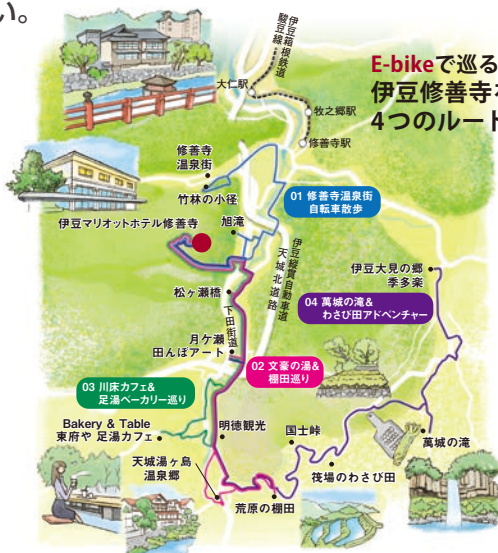 い。
E-bikeで巡る
伊豆修善寺を
4つのルート
伊豆箱根鉄道
駿豆線
大仁駅
牧之郷駅
修善寺駅
修善寺
温泉街
竹林の小径
01 修善寺温泉街
自転車散歩
伊豆マリオットホテル修善寺
旭滝
伊豆縦貫自動車道
天城北道路
伊豆大見の郷
季多楽
松ヶ瀬橋
04 萬城の滝&
わさび田アドベンチャー
下田街道
月ケ瀬
田んぼアート
02 文豪の湯&
棚田巡り
03 川床カフェ&
足湯ベーカリー巡り
Bakery & Table
東府や 足湯カフェ
明徳観光
国士峠
萬城の滝
筏場のわさび田
天城湯ヶ島
温泉郷
荒原の棚田